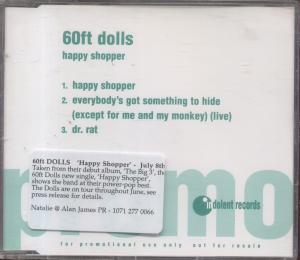 60ft dolls
happy shopper
1. happy shopper
2. everybody's got something to hide
(except for me and my monkey) (live)
3. dr. rat
60ft DOLLS 'Happy Shopper' - July 8th
Taken from their debut album, 'The Big 3', the
60ft Dolls new single, 'Happy Shopper',
shows the band at their power-pop best.
The Dolls are on tour throughout June, see
press release for details.
Natalie @ Alan James PR - 1071 277 0066
dolent records
promo
for promotional use only not for resale